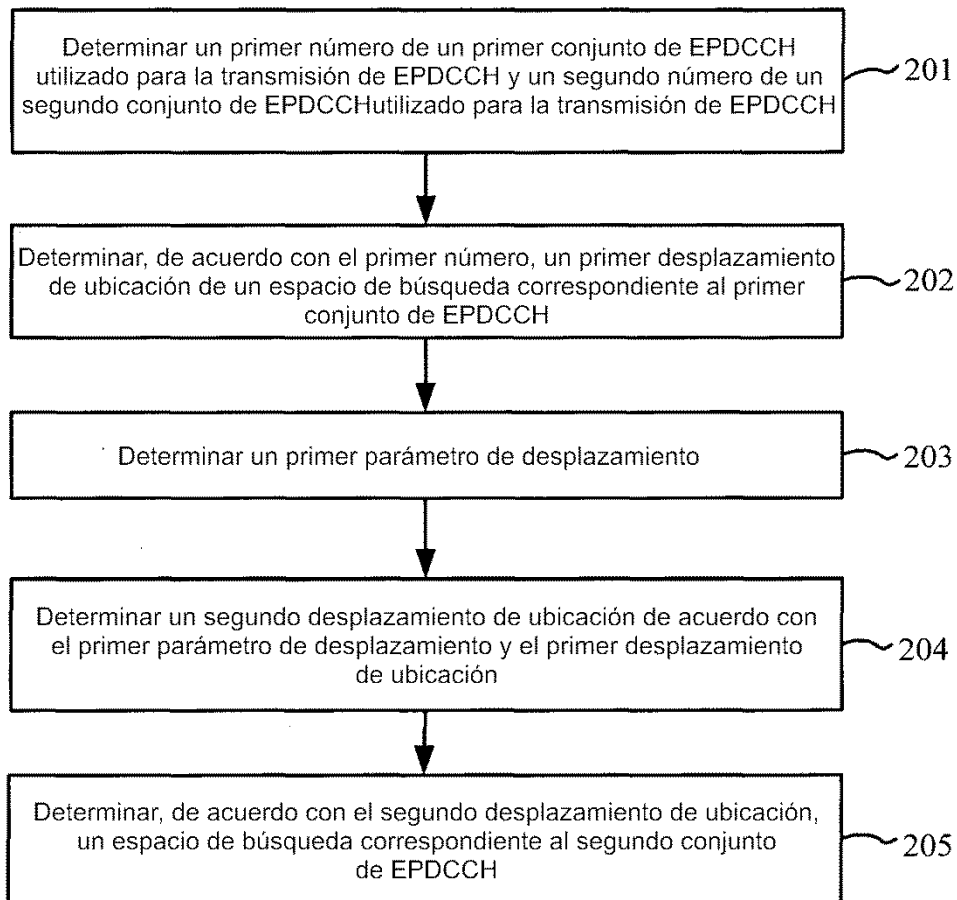 Determinar un primer número de un primer conjunto de EPDCCH
utilizado para la transmisión de EPDCCH y un segundo número de un
segundo conjunto de EPDCCHutilizado para la transmisión de EPDCCH
201
Determinar, de acuerdo con el primer número, un primer desplazamiento
de ubicación de un espacio de búsqueda correspondiente al primer
conjunto de EPDCCH
202
Determinar un primer parámetro de desplazamiento
203
Determinar un segundo desplazamiento de ubicación de acuerdo con
el primer parámetro de desplazamiento y el primer desplazamiento
de ubicación
204
Determinar, de acuerdo con el segundo desplazamiento de ubicación,
un espacio de búsqueda correspondiente al segundo conjunto
de EPDCCH
205